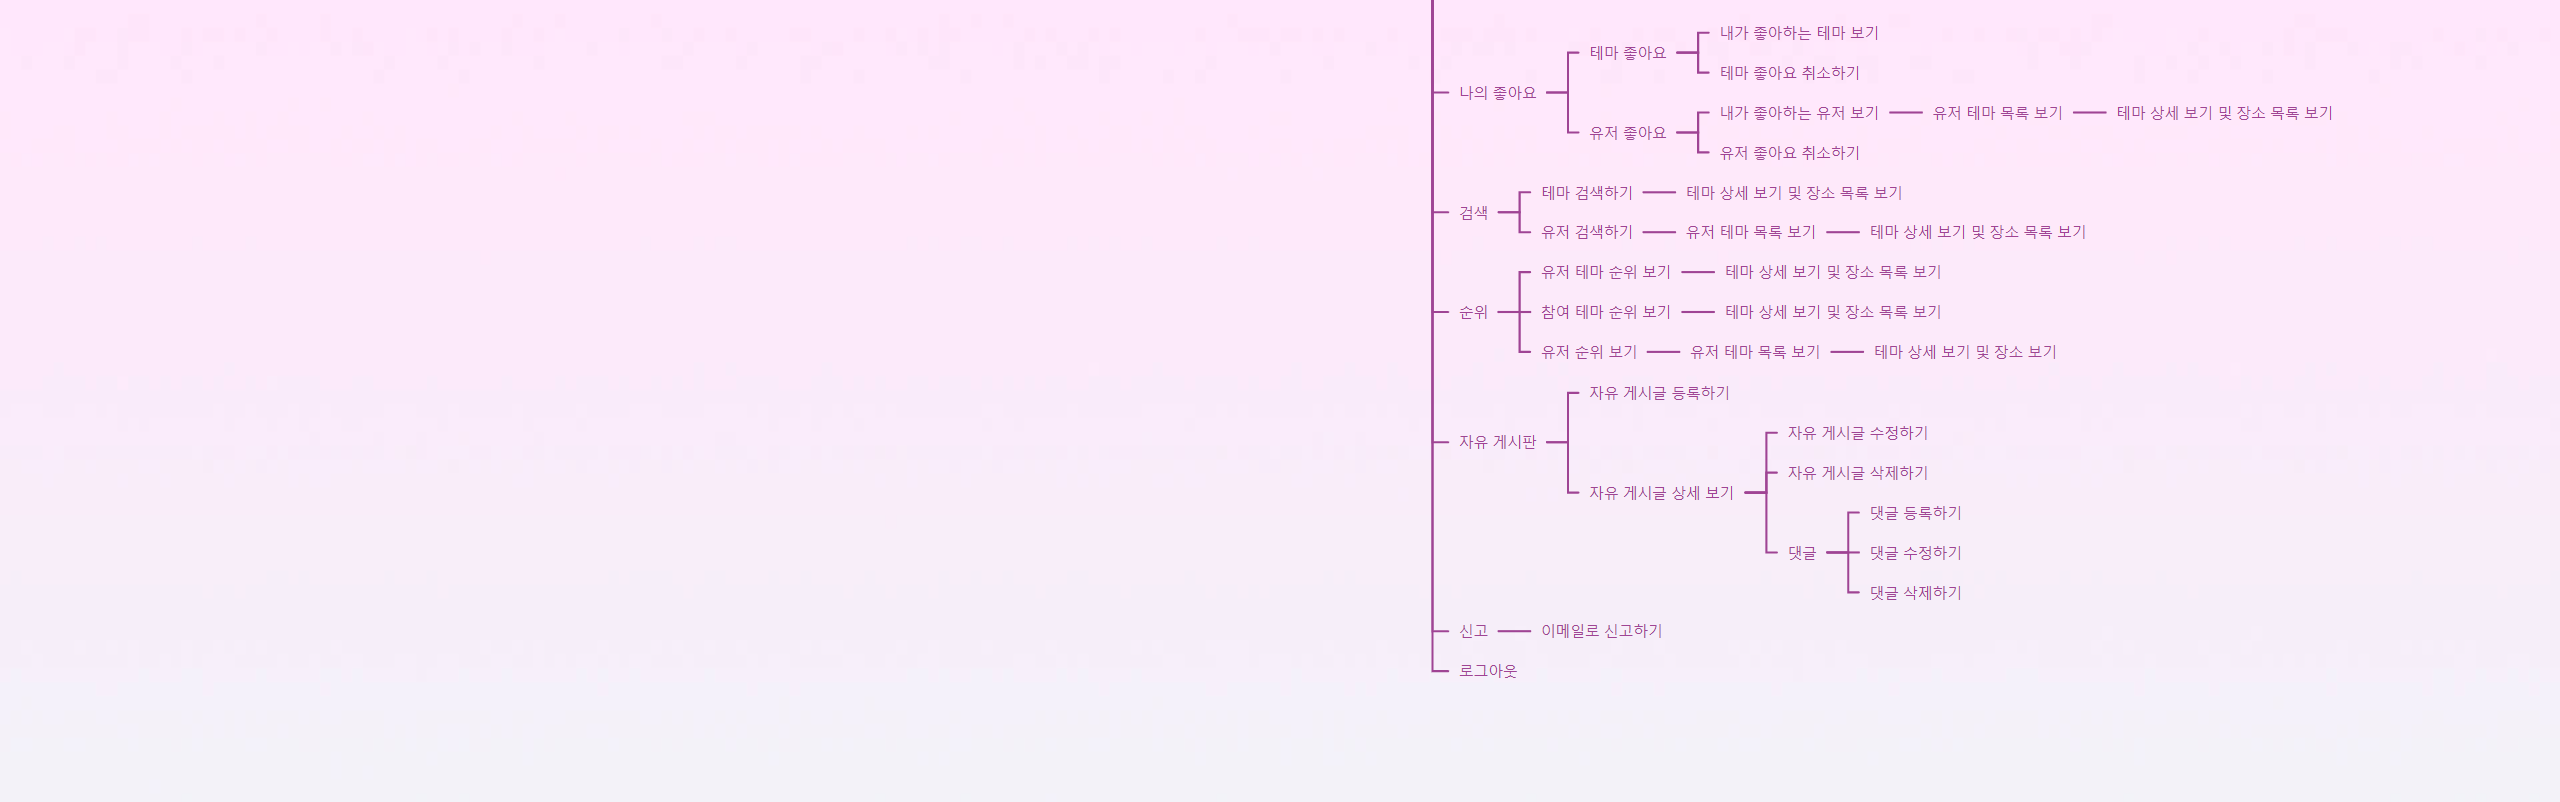 내가 좋아하는 테마 보기
테마 좋아요
테마 좋아요 취소하기
나의 좋아요
내가 좋아하는 유저 보기 유저 테마 목록 보기 테마 상세 보기 및 장소 목록 보기
유저 좋아요
유저 좋아요 취소하기
테마 검색하기 테마 상세 보기 및 장소 목록 보기
검색
유저 검색하기 유저 테마 목록 보기 테마 상세 보기 및 장소 목록 보기
유저 테마 순위 보기 테마 상세 보기 및 장소 목록 보기
순위 참여 테마 순위 보기 테마 상세 보기 및 장소 목록 보기
유저 순위 보기 유저 테마 목록 보기 테마 상세 보기 및 장소 보기
자유 게시글 등록하기
자유 게시글 수정하기
자유 게시판
자유 게시글 삭제하기
자유 게시글 상세 보기
댓글 등록하기
댓글 댓글 수정하기
댓글 삭제하기
신고 이메일로 신고하기
로그아웃